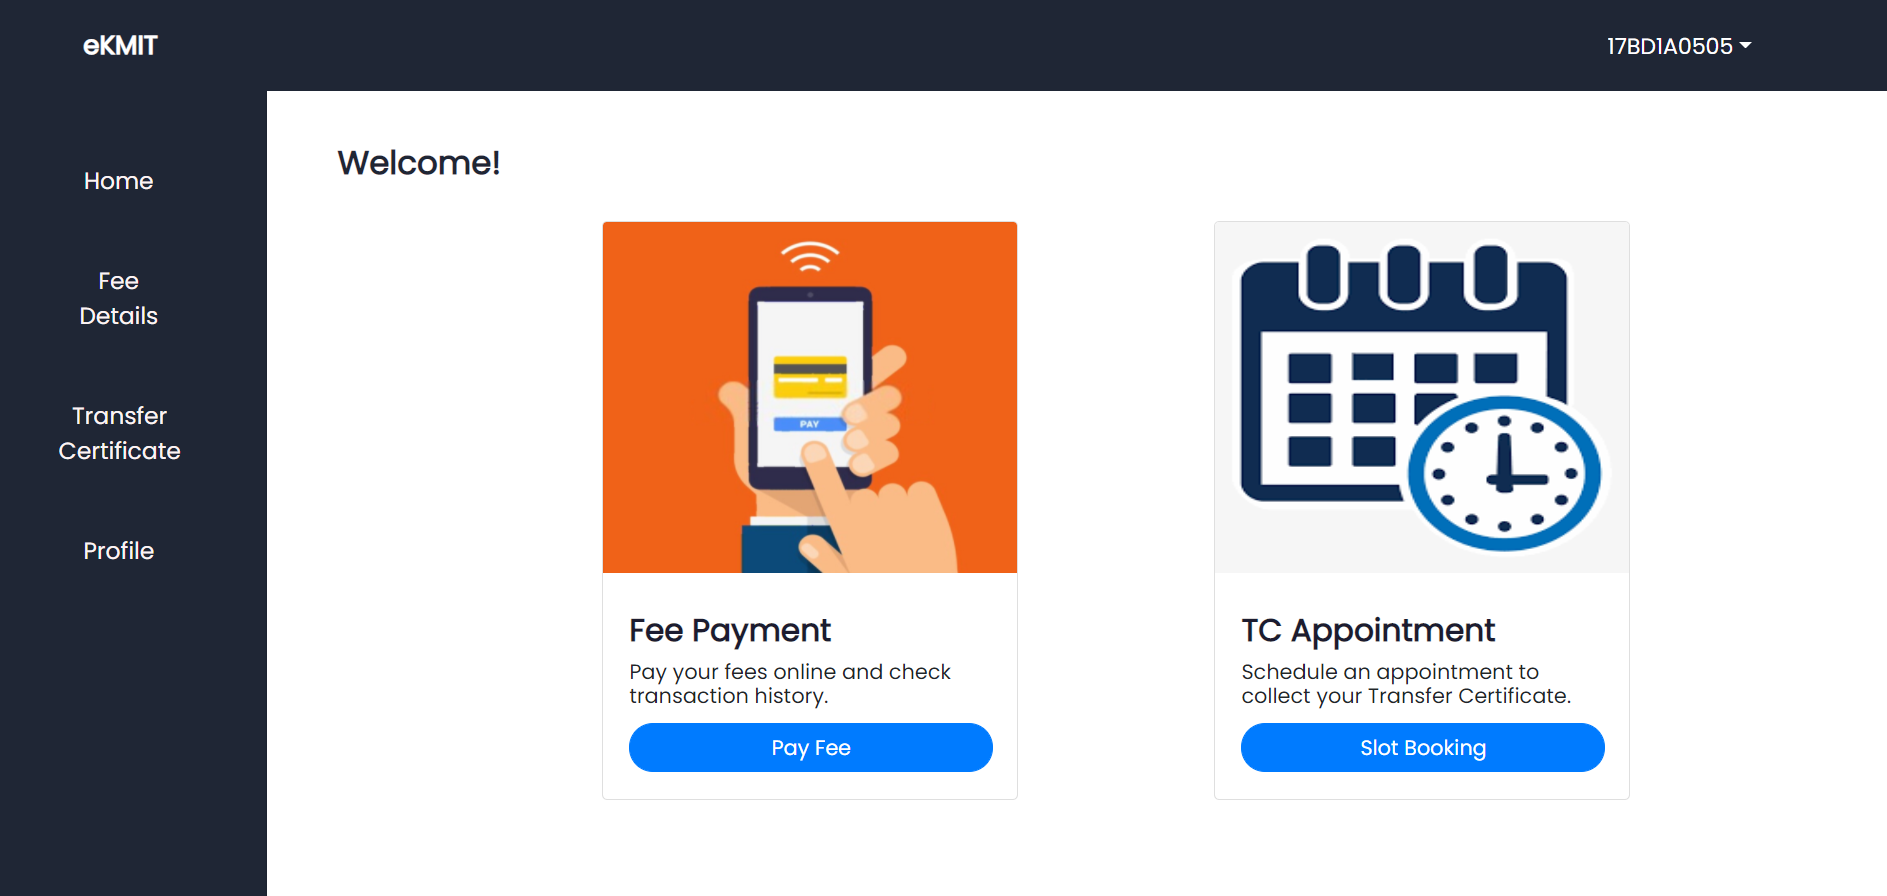 eKMIT
17BD1A0505
Home
Fee
Details
Transfer
Certificate
Profile
Welcome!
PAY
Fee Payment
Pay your fees online and check
transaction history.
Pay Fee
TC Appointment
Schedule an appointment to
collect your Transfer Certificate.
Slot Booking